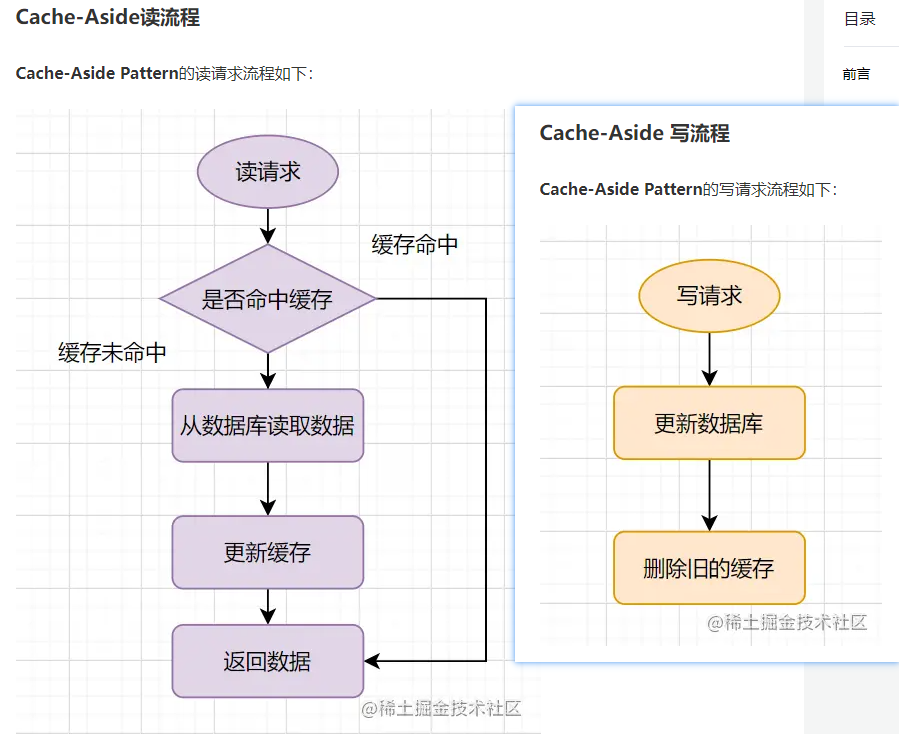 Cache-Aside读流程
Cache-Aside Pattern的读请求流程如下：
读请求
缓存命中
是否命中缓存
缓存未命中
从数据库读取数据
更新缓存
返回数据
@稀土掘金技术社区
目录
前言
Cache-Aside 写流程
Cache-Aside Pattern的写请求流程如下：
写请求
更新数据库
删除旧的缓存
@稀土掘金技术社区